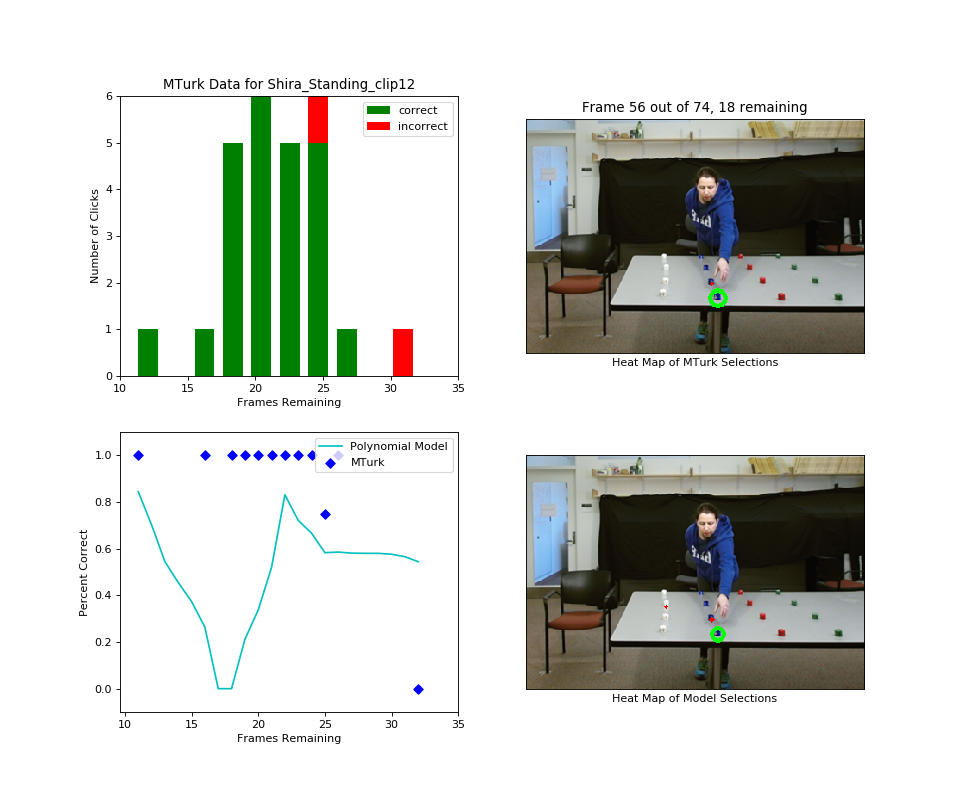 MTurk Data for Shira_Standing_clip12
6
5
4
3
2
1
0
Number of Clicks
correct
incorrect
10 15 20 25 30 35
Frames Remaining
Frame 56 out of 74, 18 remaining
Heat Map of MTurk Selections
1.0
0.8
0.6
0.4
0.2
0.0
Percent Correct
Polynomial Model
MTurk
10 15 20 25 30 35
Frames Remaining
Heat Map of Model Selections